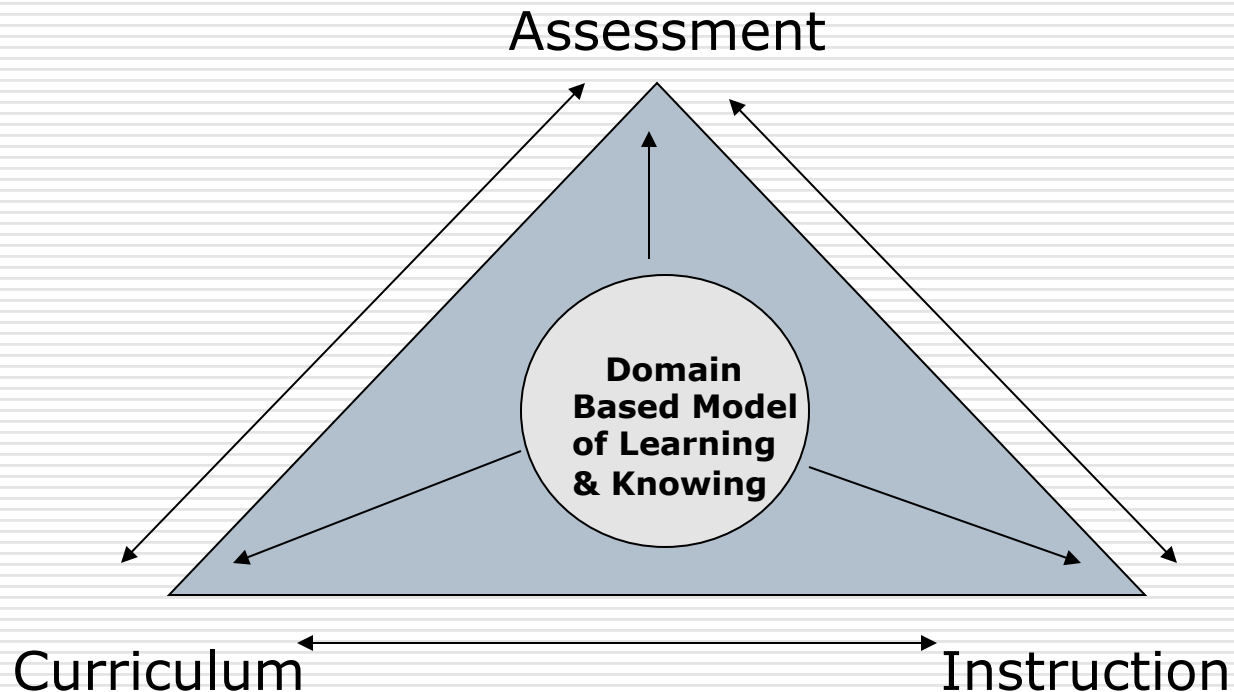 Assessment
Domain
Based Model
of Learning
& Knowing
Curriculum
Instruction